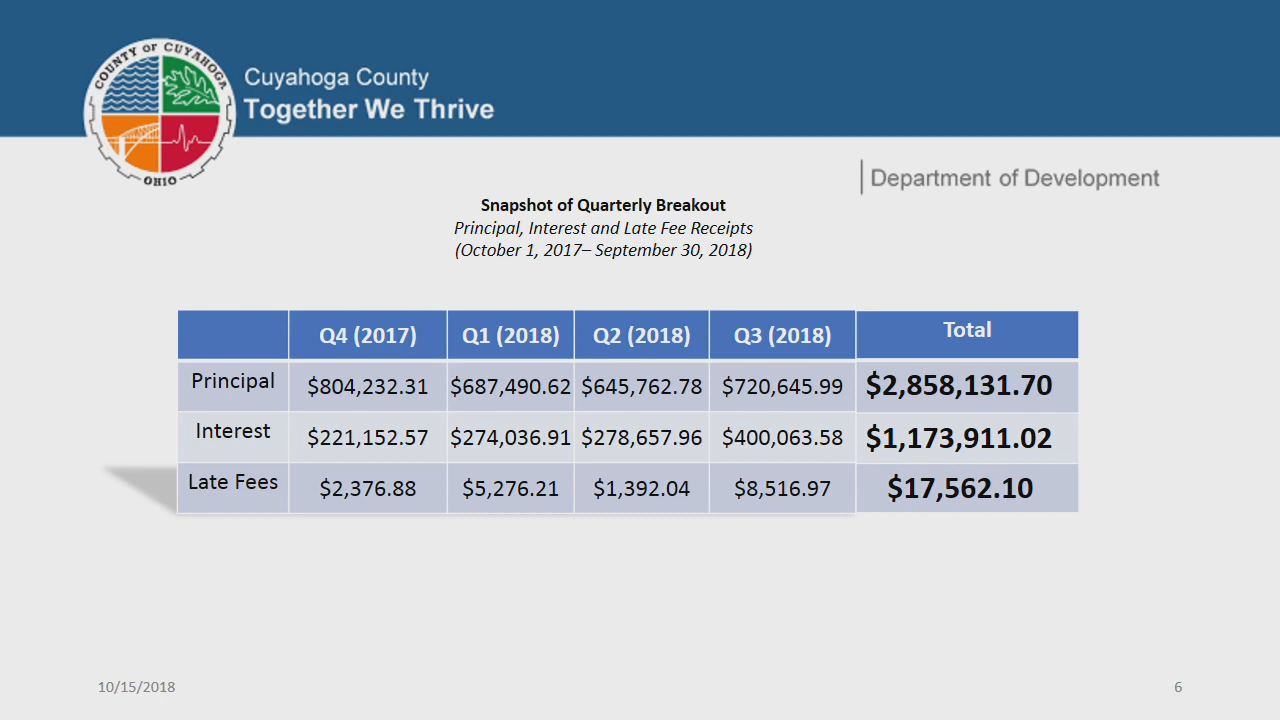 COUNTY OF CUYAHOGA
OHIO
Cuyahoga County
Together We Thrive
Department of Development
Snapshot of Quarterly Breakout
Principal, Interest and Late Fee Receipts
(October 1, 2017– September 30, 2018)
Q4 (2017) Q1 (2018) Q2 (2018) Q3 (2018) Total
Principal $804,232.31 $687,490.62 $645,762.78 $720,645.99 $2,858,131.70
Interest $221,152.57 $274,036.91 $278,657.96 $400,063.58 $1,173,911.02
Late Fees $2,376.88 $5,276.21 $1,392.04 $8,516.97 $17,562.10
10/15/2018 6